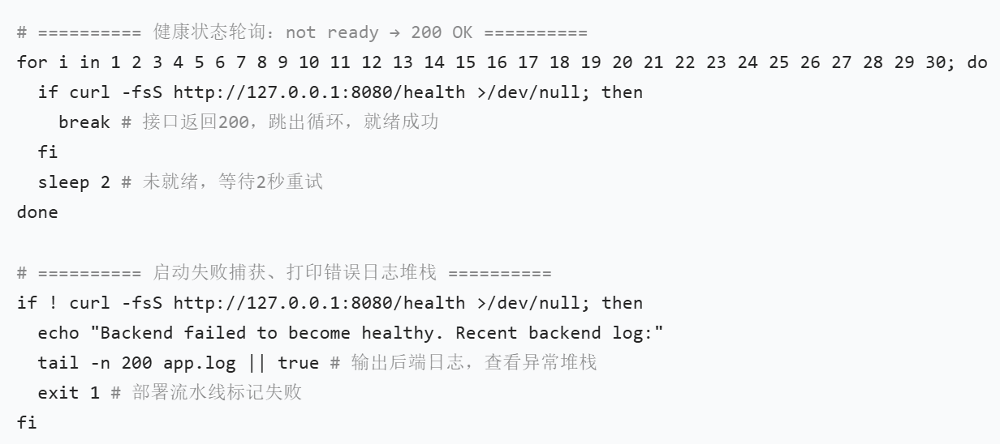 # ========== 健康状态轮询：not ready → 200 OK ==========
for i in 1 2 3 4 5 6 7 8 9 10 11 12 13 14 15 16 17 18 19 20 21 22 23 24 25 26 27 28 29 30; do
  if curl -fsS http://127.0.0.1:8080/health >/dev/null; then
    break # 接口返回200，跳出循环，就绪成功
  fi
  sleep 2 # 未就绪，等待2秒重试
done

# ========== 启动失败捕获、打印错误日志堆栈 ==========
if ! curl -fsS http://127.0.0.1:8080/health >/dev/null; then
  echo "Backend failed to become healthy. Recent backend log:"
  tail -n 200 app.log || true # 输出后端日志，查看异常堆栈
  exit 1 # 部署流水线标记失败
fi